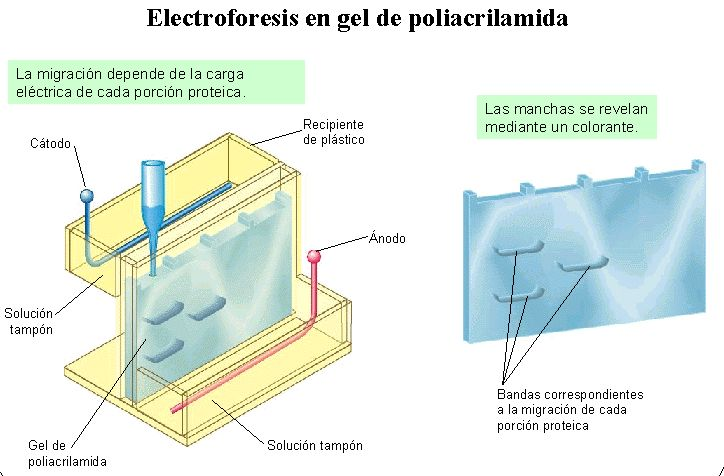 Electroforesis en gel de poliacrilamida
La migración depende de la carga
eléctrica de cada porción proteica.
Las manchas se revelan
mediante un colorante.
Recipiente
de plástico
Cátodo
Ánodo
Solución
tampón
Gel de
poliacrilamida
Solución tampón
Bandas correspondientes
a la migración de cada
porción proteica